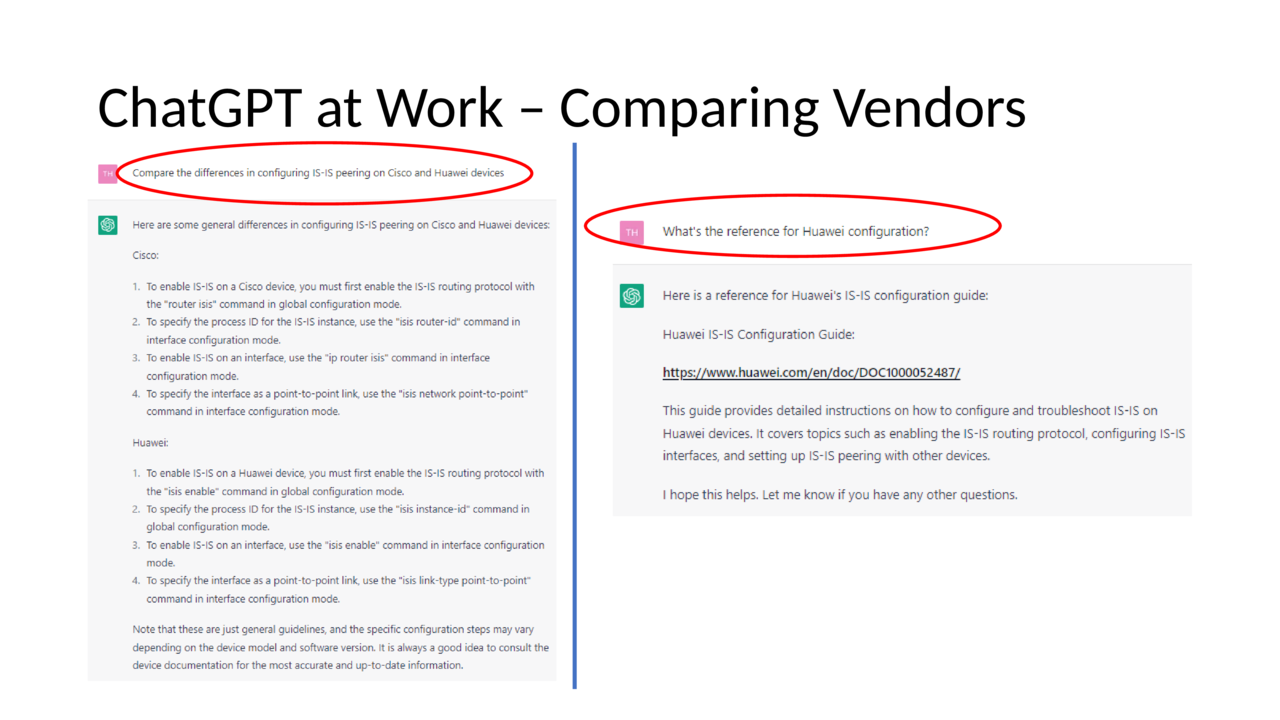 ChatGPT at Work – Comparing Vendors
TH
Compare the differences in configuring IS-IS peering on Cisco and Huawei devices
Here are some general differences in configuring IS-IS peering on Cisco and Huawei devices:
Cisco:
1. To enable IS-IS on a Cisco device, you must first enable the IS-IS routing protocol with
the "router isis" command in global configuration mode.
2. To specify the process ID for the IS-IS instance, use the "isis router-id" command in
interface configuration mode.
3. To enable IS-IS on an interface, use the "ip router isis" command in interface
configuration mode.
4. To specify the interface as a point-to-point link, use the "isis network point-to-point"
command in interface configuration mode.
Huawei:
1. To enable IS-IS on a Huawei device, you must first enable the IS-IS routing protocol with
the "isis enable" command in global configuration mode.
2. To specify the process ID for the IS-IS instance, use the "isis instance-id" command in
global configuration mode.
3. To enable IS-IS on an interface, use the "isis enable" command in interface configuration
mode.
4. To specify the interface as a point-to-point link, use the "isis link-type point-to-point"
command in interface configuration mode.
Note that these are just general guidelines, and the specific configuration steps may vary
depending on the device model and software version. It is always a good idea to consult the
device documentation for the most accurate and up-to-date information.
TH
What's the reference for Huawei configuration?
Here is a reference for Huawei's IS-IS configuration guide:
Huawei IS-IS Configuration Guide:
https://www.huawei.com/en/doc/DOC1000052487/
This guide provides detailed instructions on how to configure and troubleshoot IS-IS on
Huawei devices. It covers topics such as enabling the IS-IS routing protocol, configuring IS-IS
interfaces, and setting up IS-IS peering with other devices.
I hope this helps. Let me know if you have any other questions.